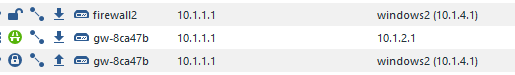 firewall2 10.1.1.1 windows2 (10.1.4.1)
gw-8ca47b 10.1.1.1 10.1.2.1
gw-8ca47b 10.1.1.1 windows2 (10.1.4.1)